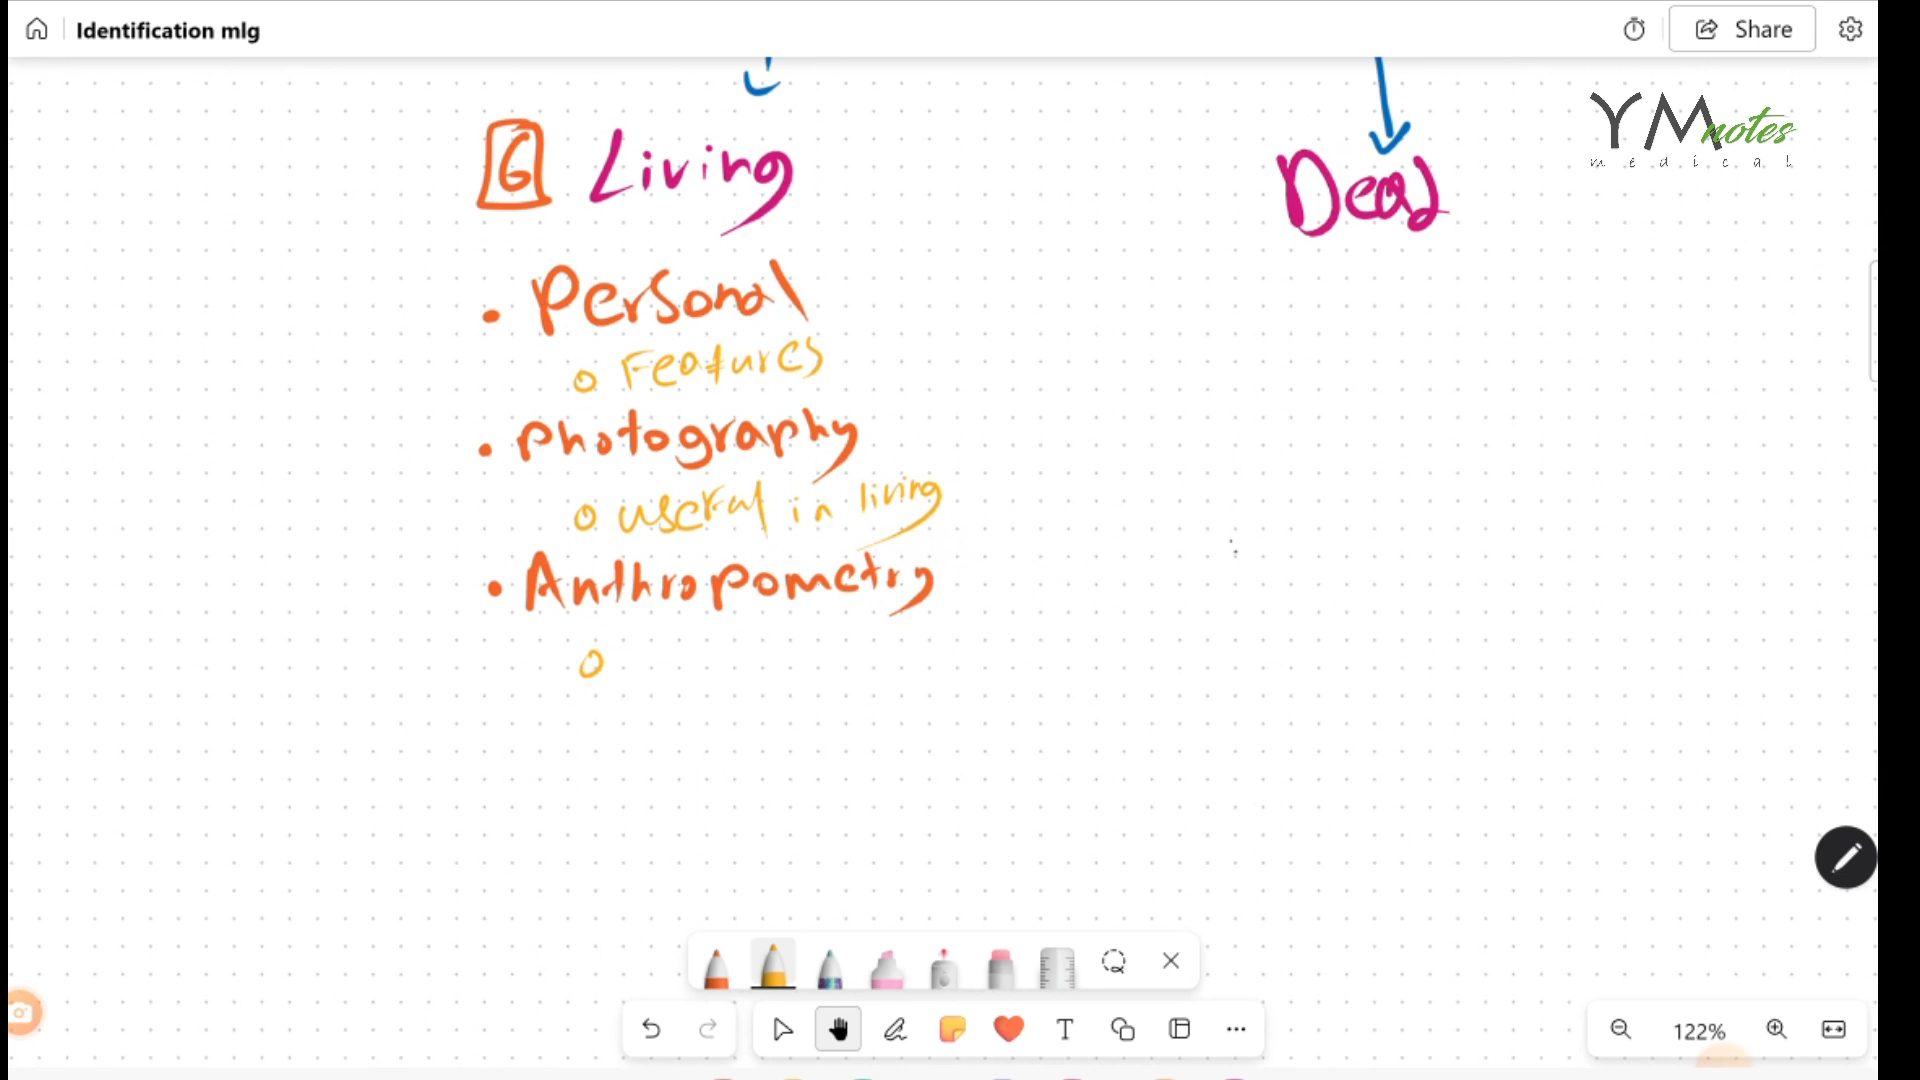 Identification mlg
Share
YM notes
medical
6 Living
Dead
• Personal
o Features
• Photography
o useful in living
• Anthropometry
o
T
122%